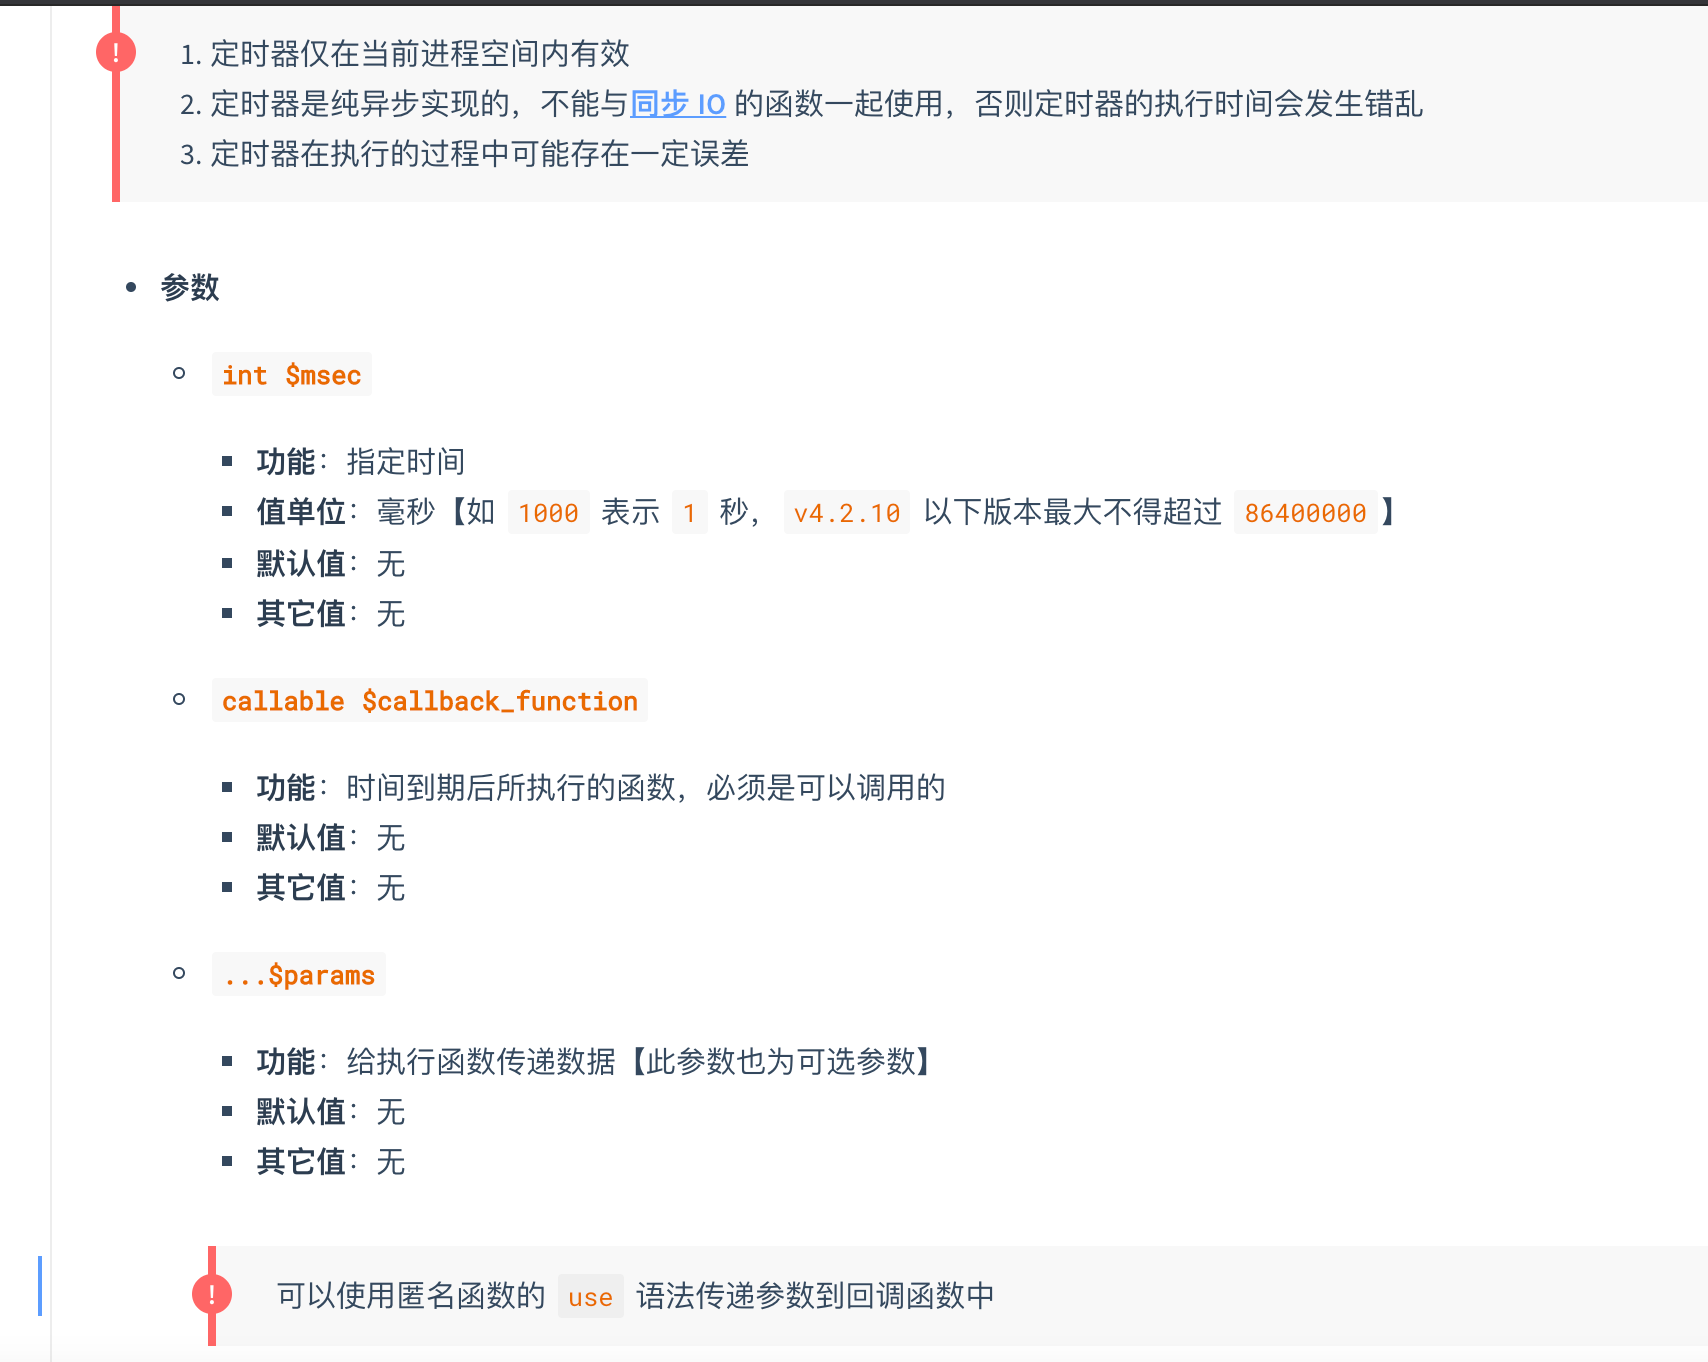 1. 定时器仅在当前进程空间内有效
2. 定时器是纯异步实现的，不能与同步 IO 的函数一起使用，否则定时器的执行时间会发生错乱
3. 定时器在执行的过程中可能存在一定误差
参数
int $msec
功能：指定时间
值单位：毫秒【如 1000 表示 1 秒，v4.2.10 以下版本最大不得超过 86400000】
默认值：无
其它值：无
callable $callback_function
功能：时间到期后所执行的函数，必须是可以调用的
默认值：无
其它值：无
...$params
功能：给执行函数传递数据【此参数也为可选参数】
默认值：无
其它值：无
可以使用匿名函数的 use 语法传递参数到回调函数中